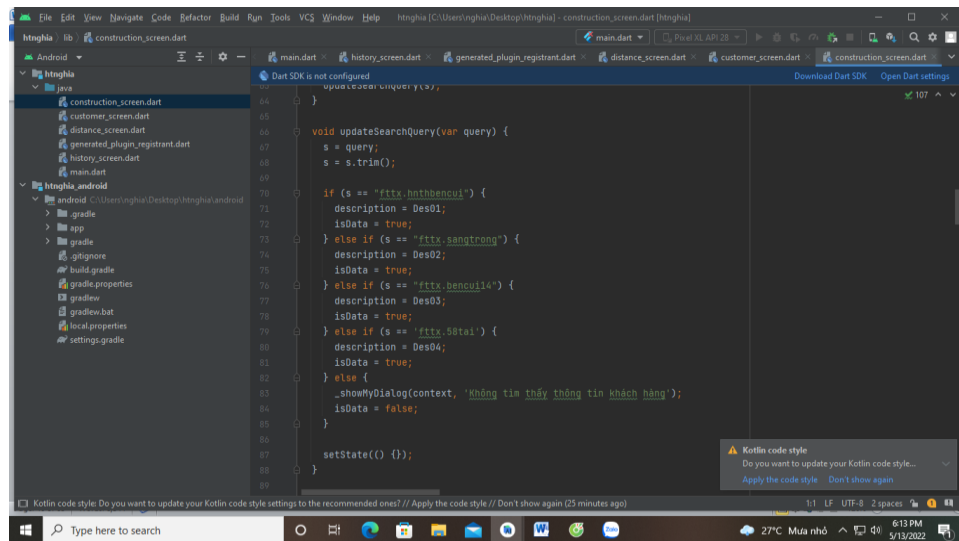 File Edit View Navigate Code Refactor Build Run Tools VCS Window Help htnghia [C:\Users\nghia\Desktop\htnghia] - construction_screen.dart [htnghia]
htnghia > lib > construction_screen.dart main.dart Pixel XL API 28
Android main.dart history_screen.dart generated_plugin_registrant.dart distance_screen.dart customer_screen.dart construction_screen.dart
htnghia
java
construction_screen.dart
customer_screen.dart
distance_screen.dart
generated_plugin_registrant.dart
history_screen.dart
main.dart
htnghia_android
android C:\Users\nghia\Desktop\htnghia\android
.gradle
app
gradle
.gitignore
build.gradle
gradle.properties
gradlew
gradlew.bat
local.properties
settings.gradle
Dart SDK is not configured Download Dart SDK Open Dart settings
107
63 updateSearchQuery(s);
64 }
65
66 void updateSearchQuery(var query) {
67 s = query;
68 s = s.trim();
69
70 if (s == "fttx.hnthbencui") {
71 description = Des01;
72 isData = true;
73 } else if (s == "fttx.sangtrong") {
74 description = Des02;
75 isData = true;
76 } else if (s == "fttx.bencui14") {
77 description = Des03;
78 isData = true;
79 } else if (s == 'fttx.58tai') {
80 description = Des04;
81 isData = true;
82 } else {
83 _showMyDialog(context, 'Không tìm thấy thông tin khách hàng');
84 isData = false;
85 }
86
87 setState(() {});
88 }
89
Kotlin code style
Do you want to update your Kotlin code style...
Apply the code style Don't show again
Kotlin code style: Do you want to update your Kotlin code style settings to the recommended ones? // Apply the code style // Don't show again (25 minutes ago) 1:1 LF UTF-8 2 spaces
Type here to search 27°C Mưa nhỏ 6:13 PM
5/13/2022